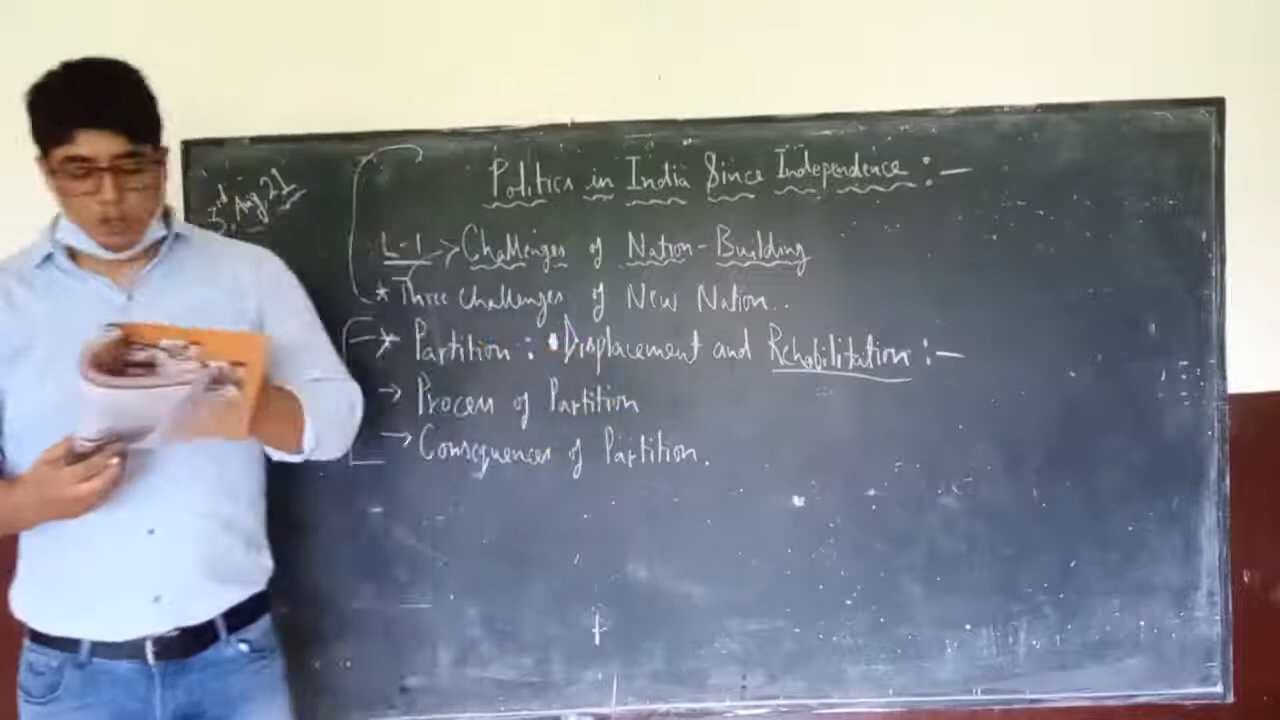 3rd Aug 21
Politics in India Since Independence :-
L-1 → Challenges of Nation-Building
* Three Challenges of New Nation..
→ Partition : Displacement and Rehabilitation :-
→ Process of Partition
→ Consequences of Partition.